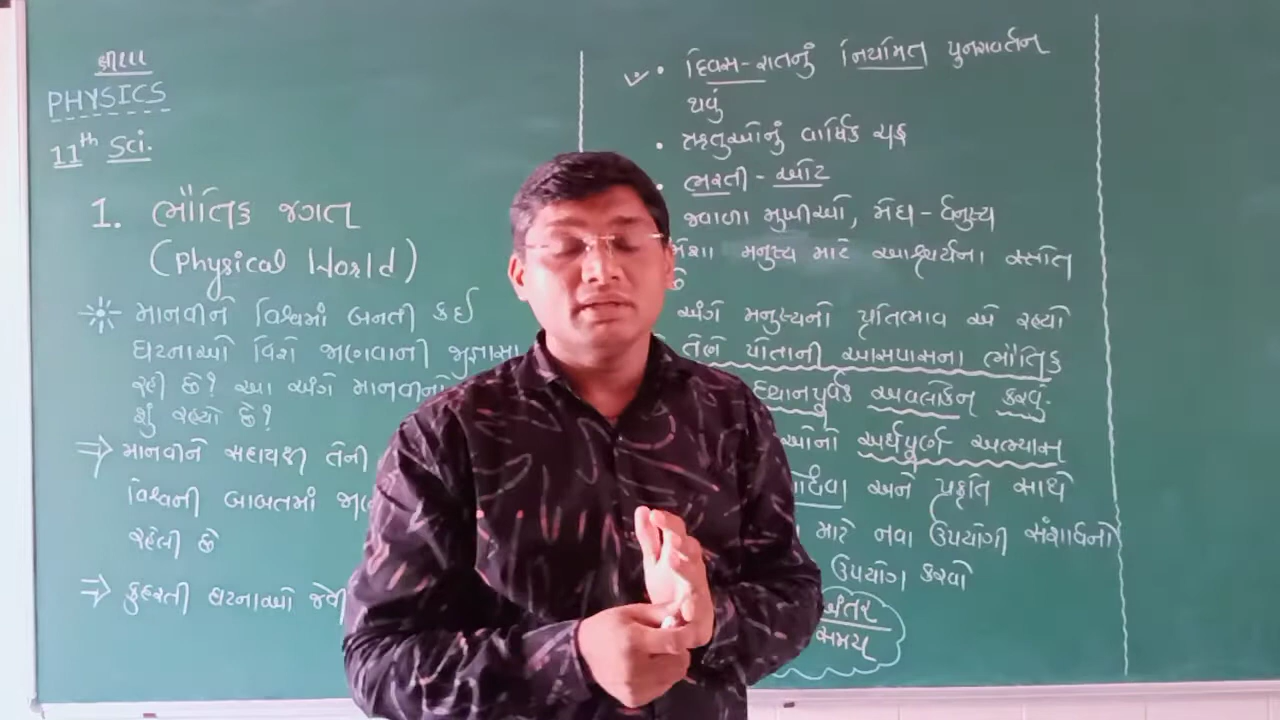 શ્રી।।।
PHYSICS
11th Sci.
1. ભૌતિક જગત
(Physical World)
માનવીને વિશ્વમાં બનતી કઈ
ઘટનાઓ વિશે જાણવાની જીજ્ઞાસા
રહી છે? આ અંગે માનવીનો
શું રહ્યો છે?
⇒ માનવીને સહાયથી તેની
વિશ્વની બાબતમાં
રહેલી છે
⇒ કુદરતી ઘટનાઓ જેવી
• દિવસ-રાતનું નિયમિત પુનરાવર્તન
થવું
• ઋતુઓનું વાર્ષિક ચક્ર
• ભરતી-ઓટ
જ્વાળામુખીઓ, મેઘ-ધનુષ્ય
મનુષ્ય માટે આશ્ચર્યના સ્ત્રોત
છે
અંગે મનુષ્યનો પ્રતિભાવ એ રહ્યો
તેણે પોતાની આસપાસના ભૌતિક
ધ્યાનપૂર્વક અવલોકન કરવું.
અર્થપૂર્ણ અભ્યાસ
અને પ્રકૃતિ સાથે
માટે નવા ઉપયોગી સંશાધનો
ઉપયોગ કરવો
અંતર
સમય